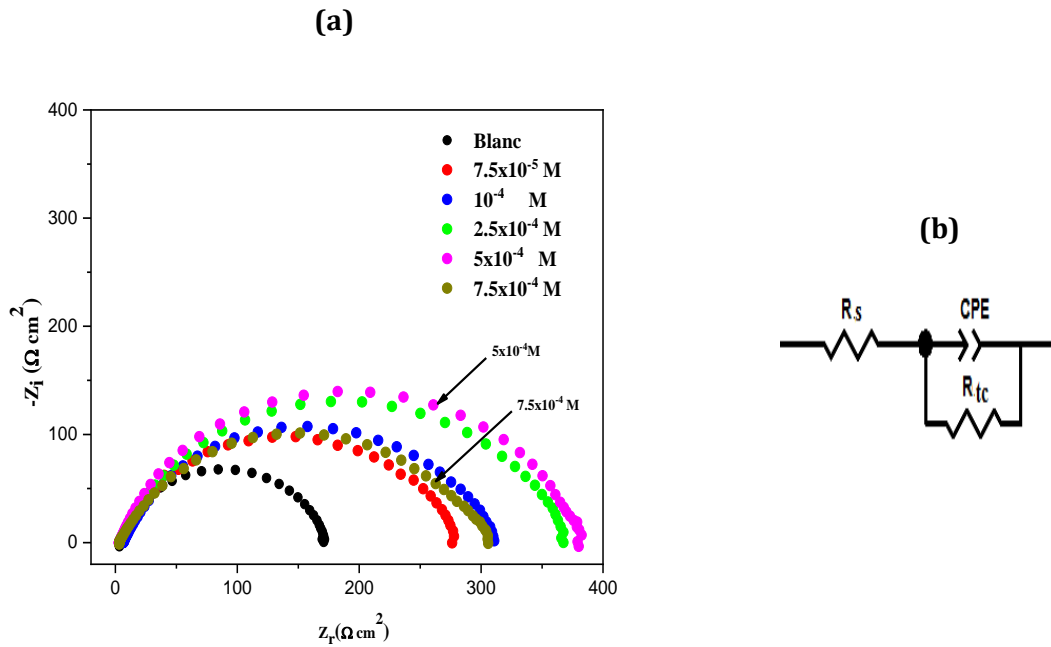 (a)
400
300
200
100
0
-Zᵢ (Ω cm²)
Blanc
7.5x10⁻⁵ M
10⁻⁴ M
2.5x10⁻⁴ M
5x10⁻⁴ M
7.5x10⁻⁴ M
5x10⁻⁴M
7.5x10⁻⁴ M
0 100 200 300 400
Zᵣ(Ω cm²)
(b)
R.s
CPE
Rtc